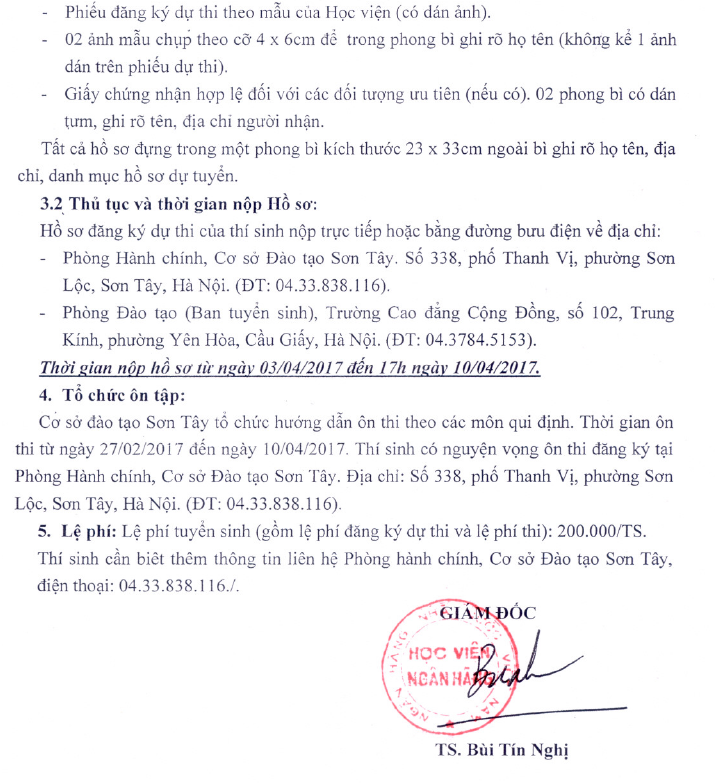 - Phiếu đăng ký dự thi theo mẫu của Học viện (có dán ảnh).
- 02 ảnh mẫu chụp theo cỡ 4 x 6cm để trong phong bì ghi rõ họ tên (không kể 1 ảnh
dán trên phiếu dự thi).
- Giấy chứng nhận hợp lệ đối với các đối tượng ưu tiên (nếu có). 02 phong bì có dán
tựm, ghi rõ tên, địa chỉ người nhận.
Tất cả hồ sơ đựng trong một phong bì kích thước 23 x 33cm ngoài bì ghi rõ họ tên, địa
chỉ, danh mục hồ sơ dự tuyển.
3.2 Thủ tục và thời gian nộp Hồ sơ:
Hồ sơ đăng ký dự thi của thí sinh nộp trực tiếp hoặc bằng đường bưu điện về địa chỉ:
- Phòng Hành chính, Cơ sở Đào tạo Sơn Tây. Số 338, phố Thanh Vị, phường Sơn
Lộc, Sơn Tây, Hà Nội. (ĐT: 04.33.838.116).
- Phòng Đào tạo (Ban tuyển sinh), Trường Cao đẳng Cộng Đồng, số 102, Trung
Kính, phường Yên Hòa, Cầu Giấy, Hà Nội. (ĐT: 04.3784.5153).
Thời gian nộp hồ sơ từ ngày 03/04/2017 đến 17h ngày 10/04/2017.
4. Tổ chức ôn tập:
Cơ sở đào tạo Sơn Tây tổ chức hướng dẫn ôn thi theo các môn qui định. Thời gian ôn
thi từ ngày 27/02/2017 đến ngày 10/04/2017. Thí sinh có nguyện vọng ôn thi đăng ký tại
Phòng Hành chính, Cơ sở Đào tạo Sơn Tây. Địa chỉ: Số 338, phố Thanh Vị, phường Sơn
Lộc, Sơn Tây, Hà Nội. (ĐT: 04.33.838.116).
5. Lệ phí: Lệ phí tuyển sinh (gồm lệ phí đăng ký dự thi và lệ phí thi): 200.000/TS.
Thí sinh cần biêt thêm thông tin liên hệ Phòng hành chính, Cơ sở Đào tạo Sơn Tây,
điện thoại: 04.33.838.116./.
GIÁM ĐỐC
HỌC VIỆN
NGÂN HÀNG
TS. Bùi Tín Nghị